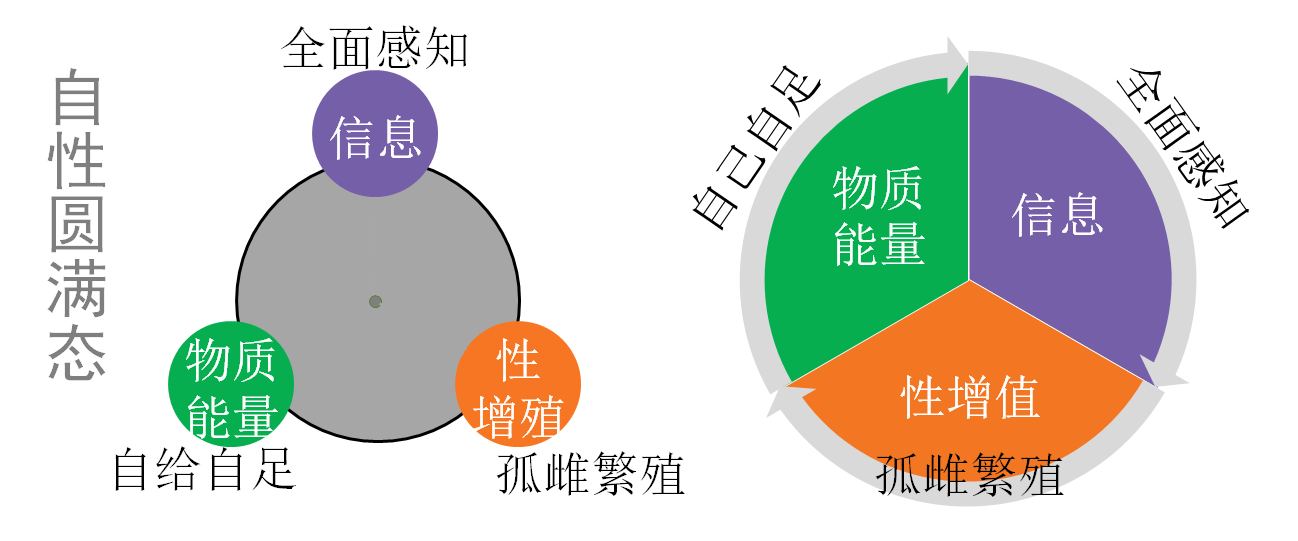 自性圆满态
全面感知
信息
物质
能量
自给自足
性
增殖
孤雌繁殖
自己自足
全面感知
物质
能量
信息
性增值
孤雌繁殖